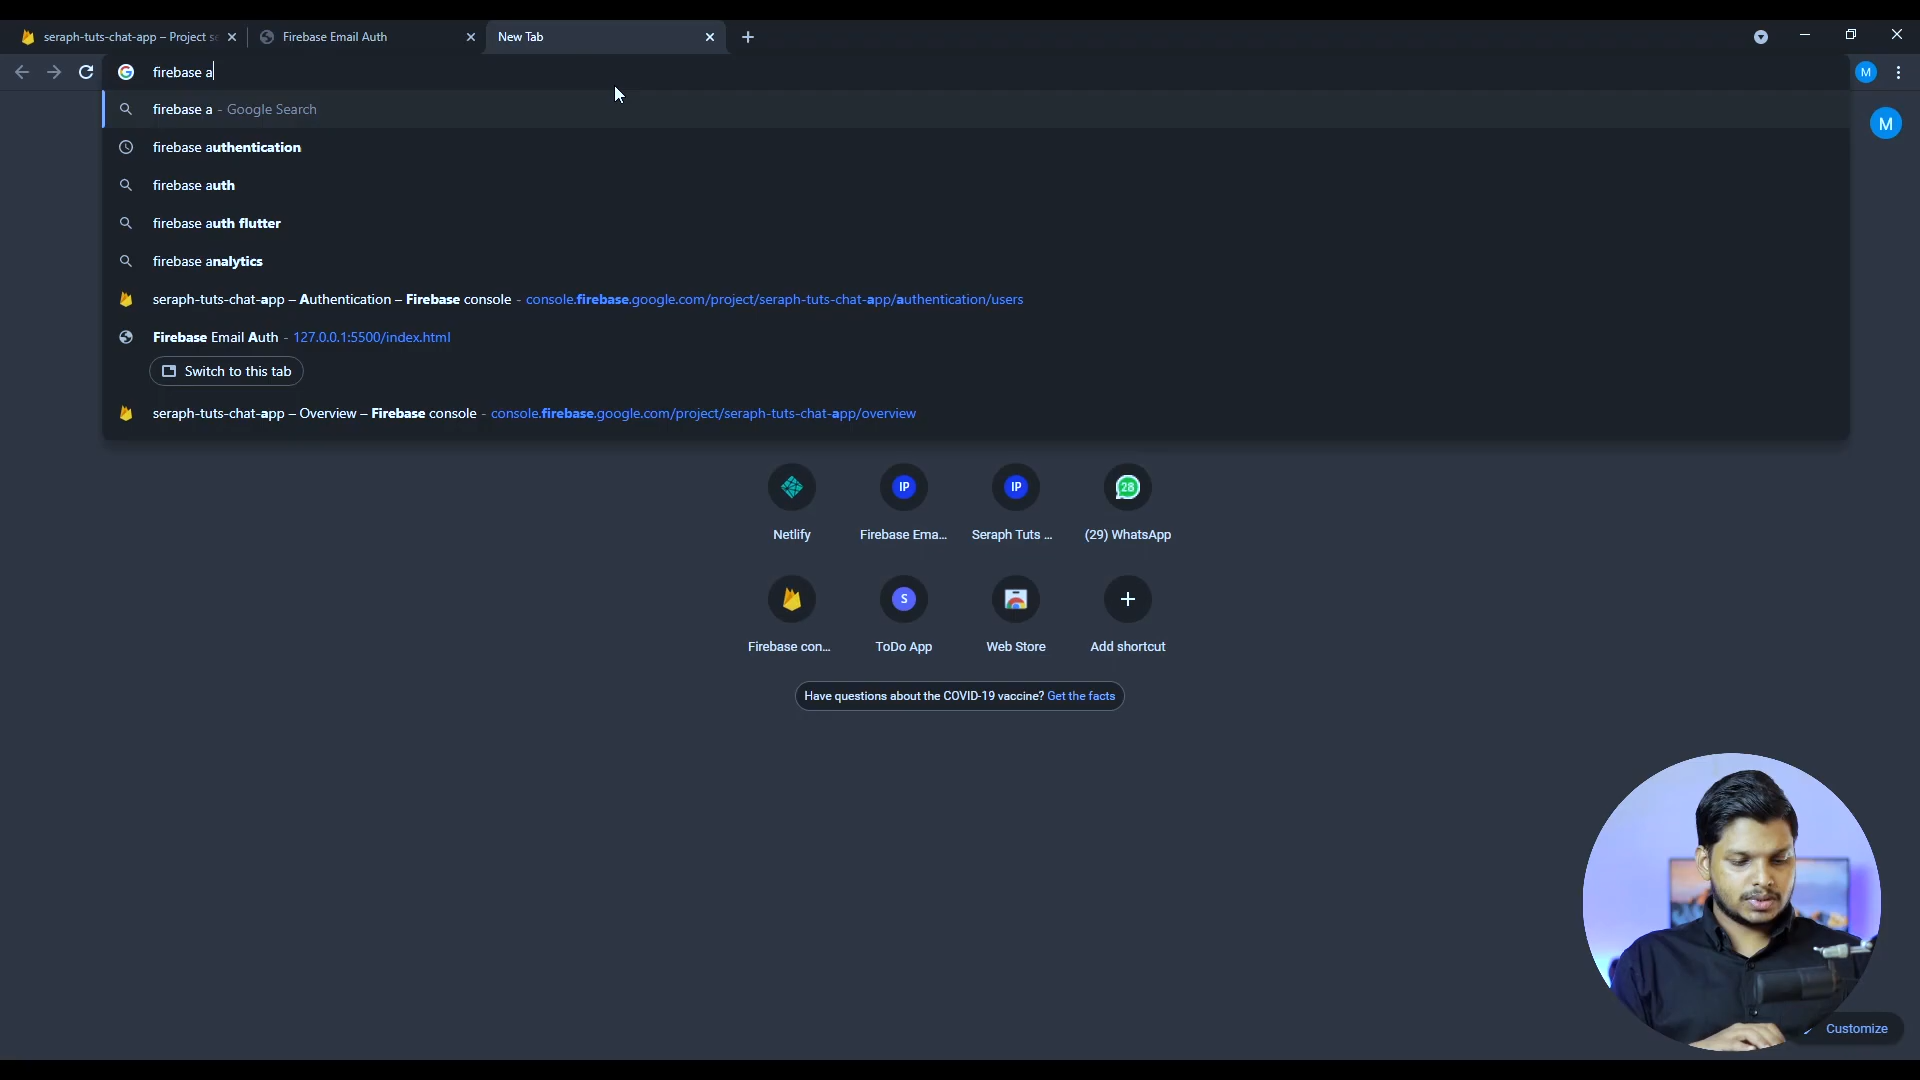 seraph-tuts-chat-app – Project se
Firebase Email Auth
New Tab
firebase a
M
firebase a - Google Search
M
firebase authentication
firebase auth
firebase auth flutter
firebase analytics
seraph-tuts-chat-app – Authentication – Firebase console - console.firebase.google.com/project/seraph-tuts-chat-app/authentication/users
Firebase Email Auth - 127.0.0.1:5500/index.html
Switch to this tab
seraph-tuts-chat-app – Overview – Firebase console - console.firebase.google.com/project/seraph-tuts-chat-app/overview
IP IP 28
Netlify Firebase Ema... Seraph Tuts ... (29) WhatsApp
S
Firebase con... ToDo App Web Store Add shortcut
Have questions about the COVID-19 vaccine? Get the facts
Customize